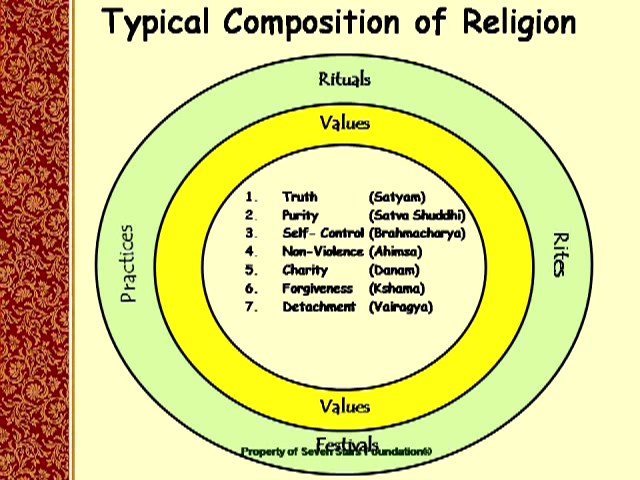 Typical Composition of Religion
Rituals
Values
1. Truth (Satyam)
2. Purity (Satva Shuddhi)
3. Self- Control (Brahmacharya)
4. Non-Violence (Ahimsa)
5. Charity (Danam)
6. Forgiveness (Kshama)
7. Detachment (Vairagya)
Practices
Rites
Values
Festivals
Property of Seven Stars Foundation®